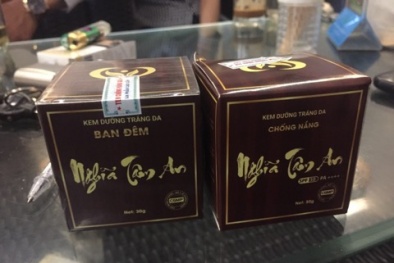 KEM DƯỠNG TRẮNG DA
BAN ĐÊM
Nghĩa Tâm An
KEM DƯỠNG TRẮNG DA
CHỐNG NẮNG
Nghĩa Tâm An